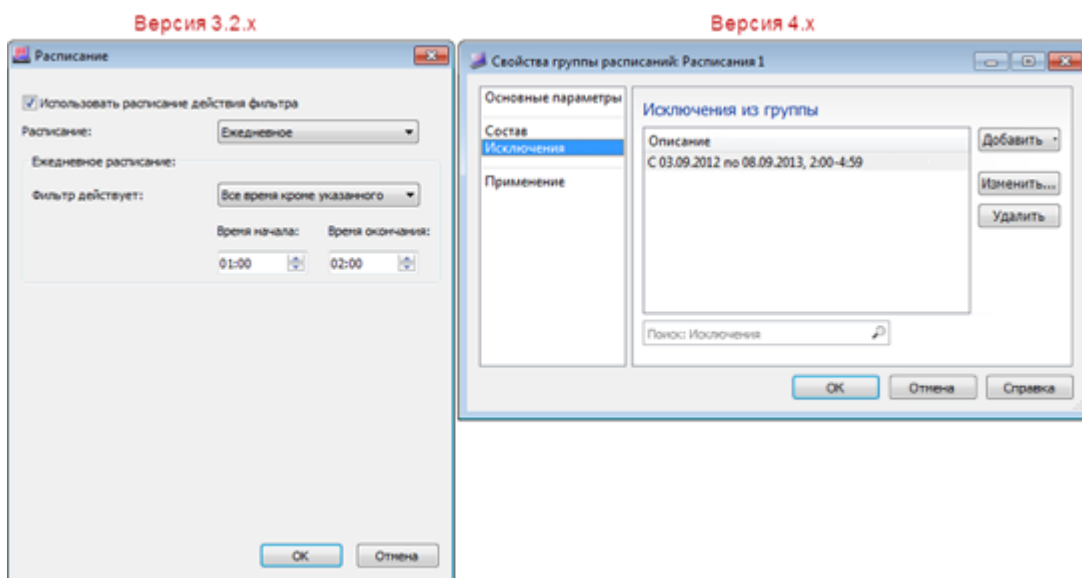 Версия 3.2.x
Расписание
Использовать расписание действия фильтра
Расписание: Ежедневное
Ежедневное расписание:
Фильтр действует: Все время кроме указанного
Время начала: Время окончания:
01:00 02:00
ОК Отмена
Версия 4.x
Свойства группы расписаний: Расписания 1
Основные параметры
Состав
Исключения
Применение
Исключения из группы
Описание
С 03.09.2012 по 08.09.2013, 2:00-4:59
Добавить
Изменить...
Удалить
Поиск: Исключения
ОК Отмена Справка